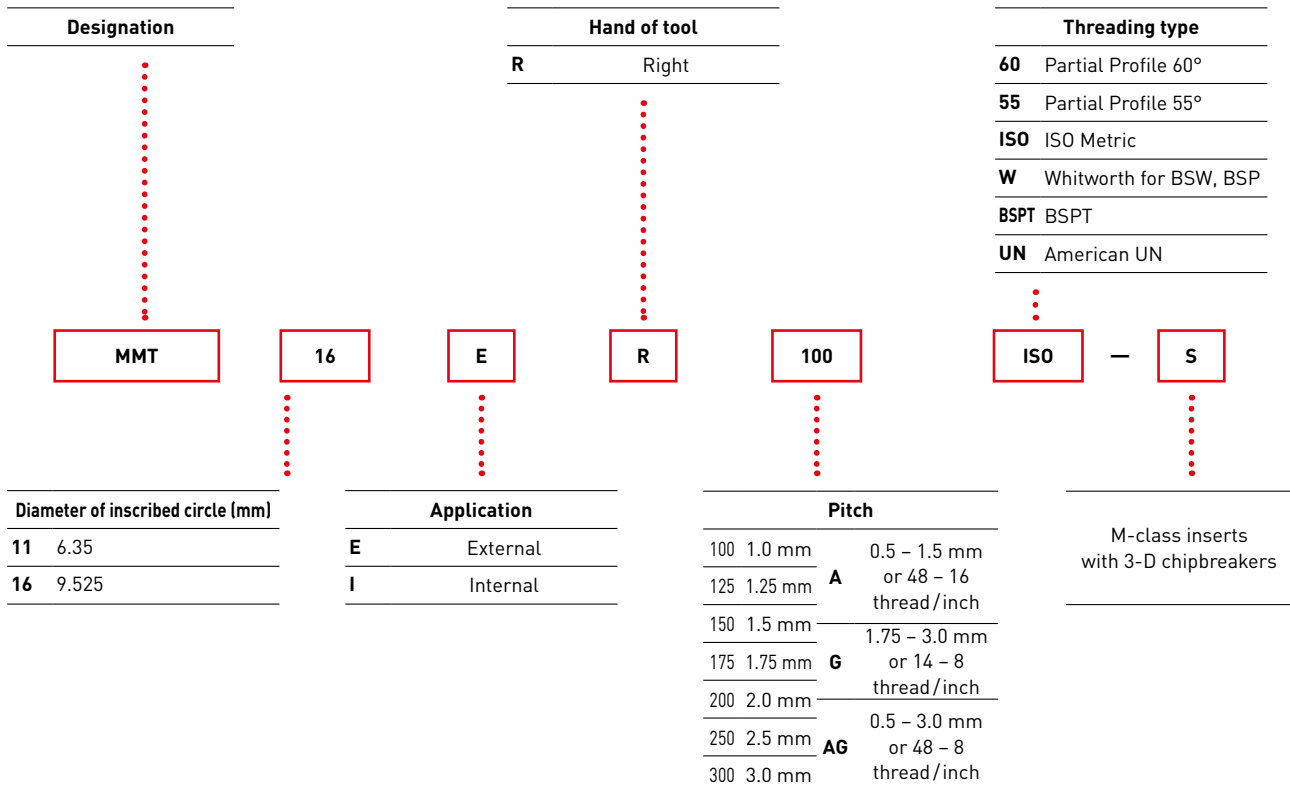 Designation
Hand of tool
R Right
Threading type
60 Partial Profile 60°
55 Partial Profile 55°
ISO ISO Metric
W Whitworth for BSW, BSP
BSPT BSPT
UN American UN
MMT 16 E R 100 ISO — S
Diameter of inscribed circle (mm)
11 6.35
16 9.525
Application
E External
I Internal
Pitch
100 1.0 mm
125 1.25 mm
150 1.5 mm
175 1.75 mm
200 2.0 mm
250 2.5 mm
300 3.0 mm
A
0.5 – 1.5 mm
or 48 – 16
thread/inch
G
1.75 – 3.0 mm
or 14 – 8
thread/inch
AG
0.5 – 3.0 mm
or 48 – 8
thread/inch
M-class inserts
with 3-D chipbreakers